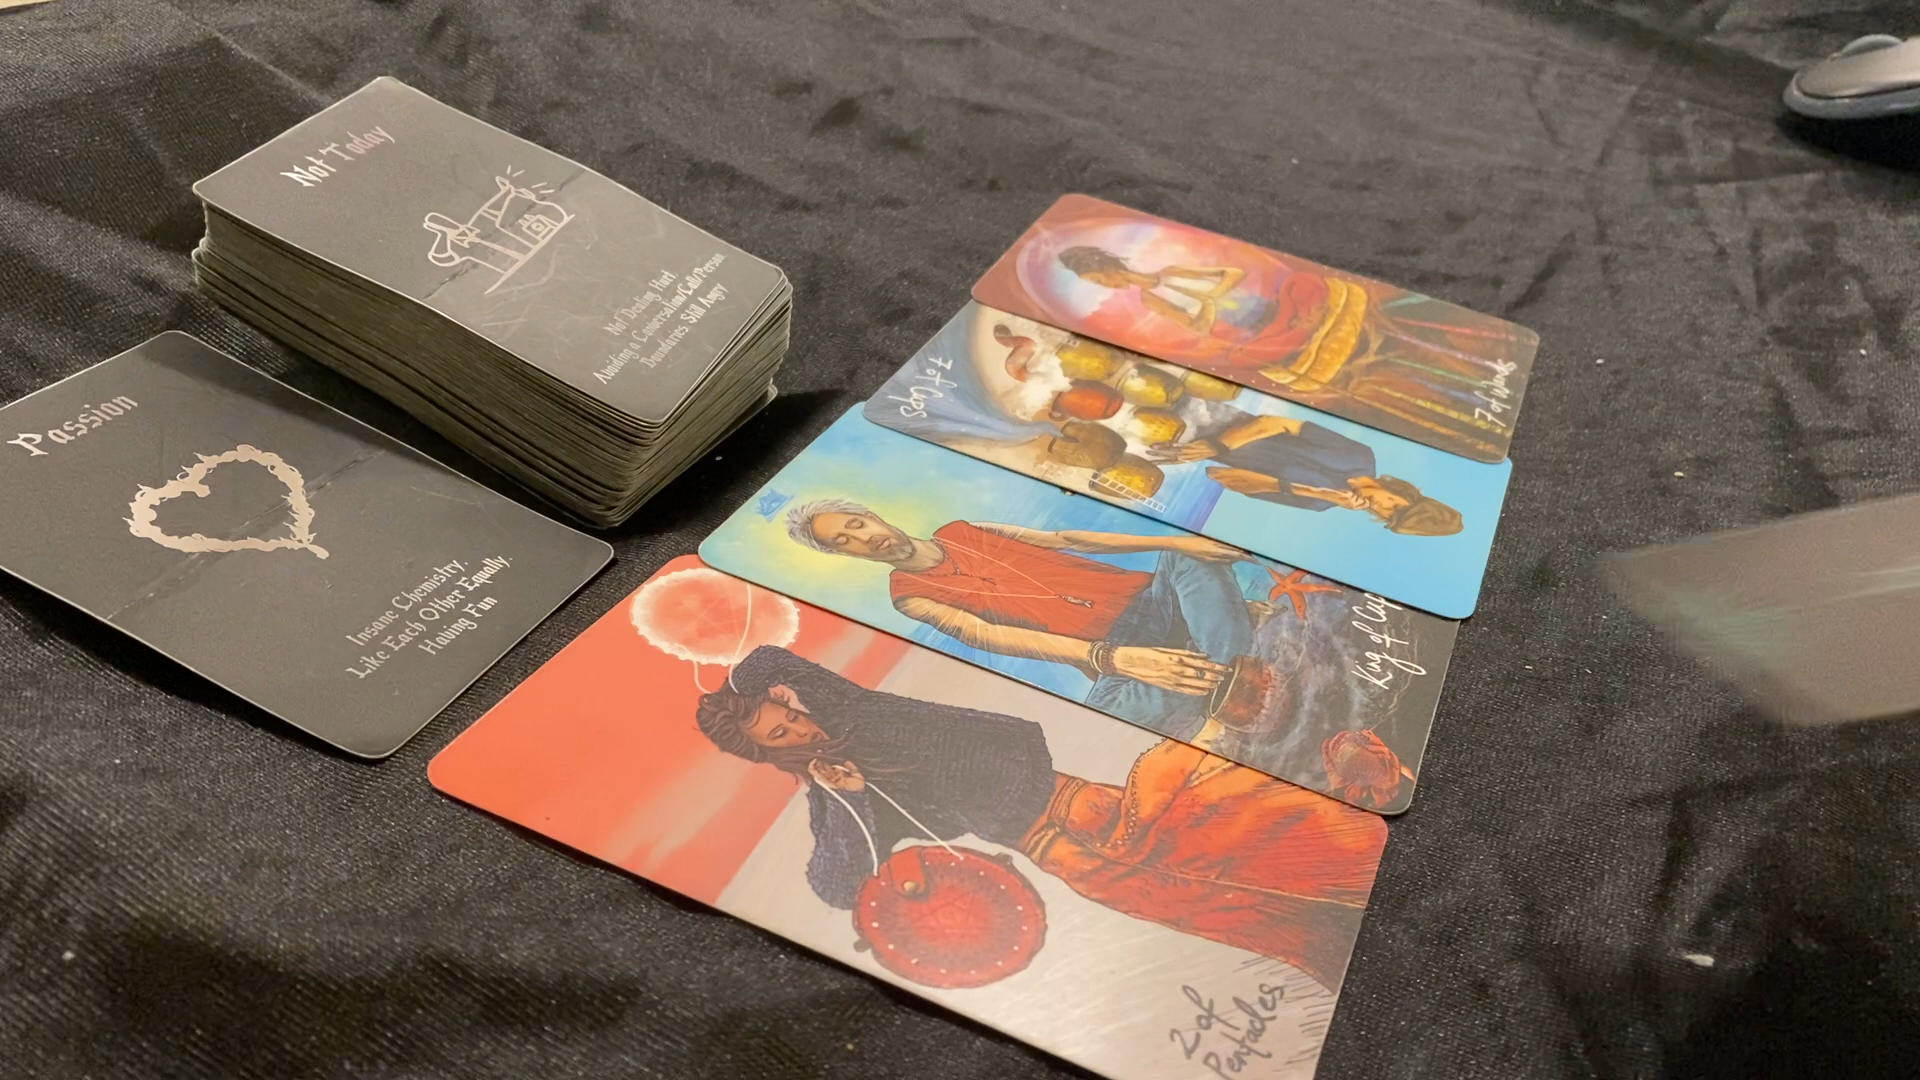 Not Today
Not Dealing Hurt,
Avoiding a Conversation/Call/Person
Boundaries, Still Angry
Passion
Insane Chemistry,
Like Each Other Equally,
Having Fun
7 of Wands
7 of Cups
King of Cup
2 of
Pentacles